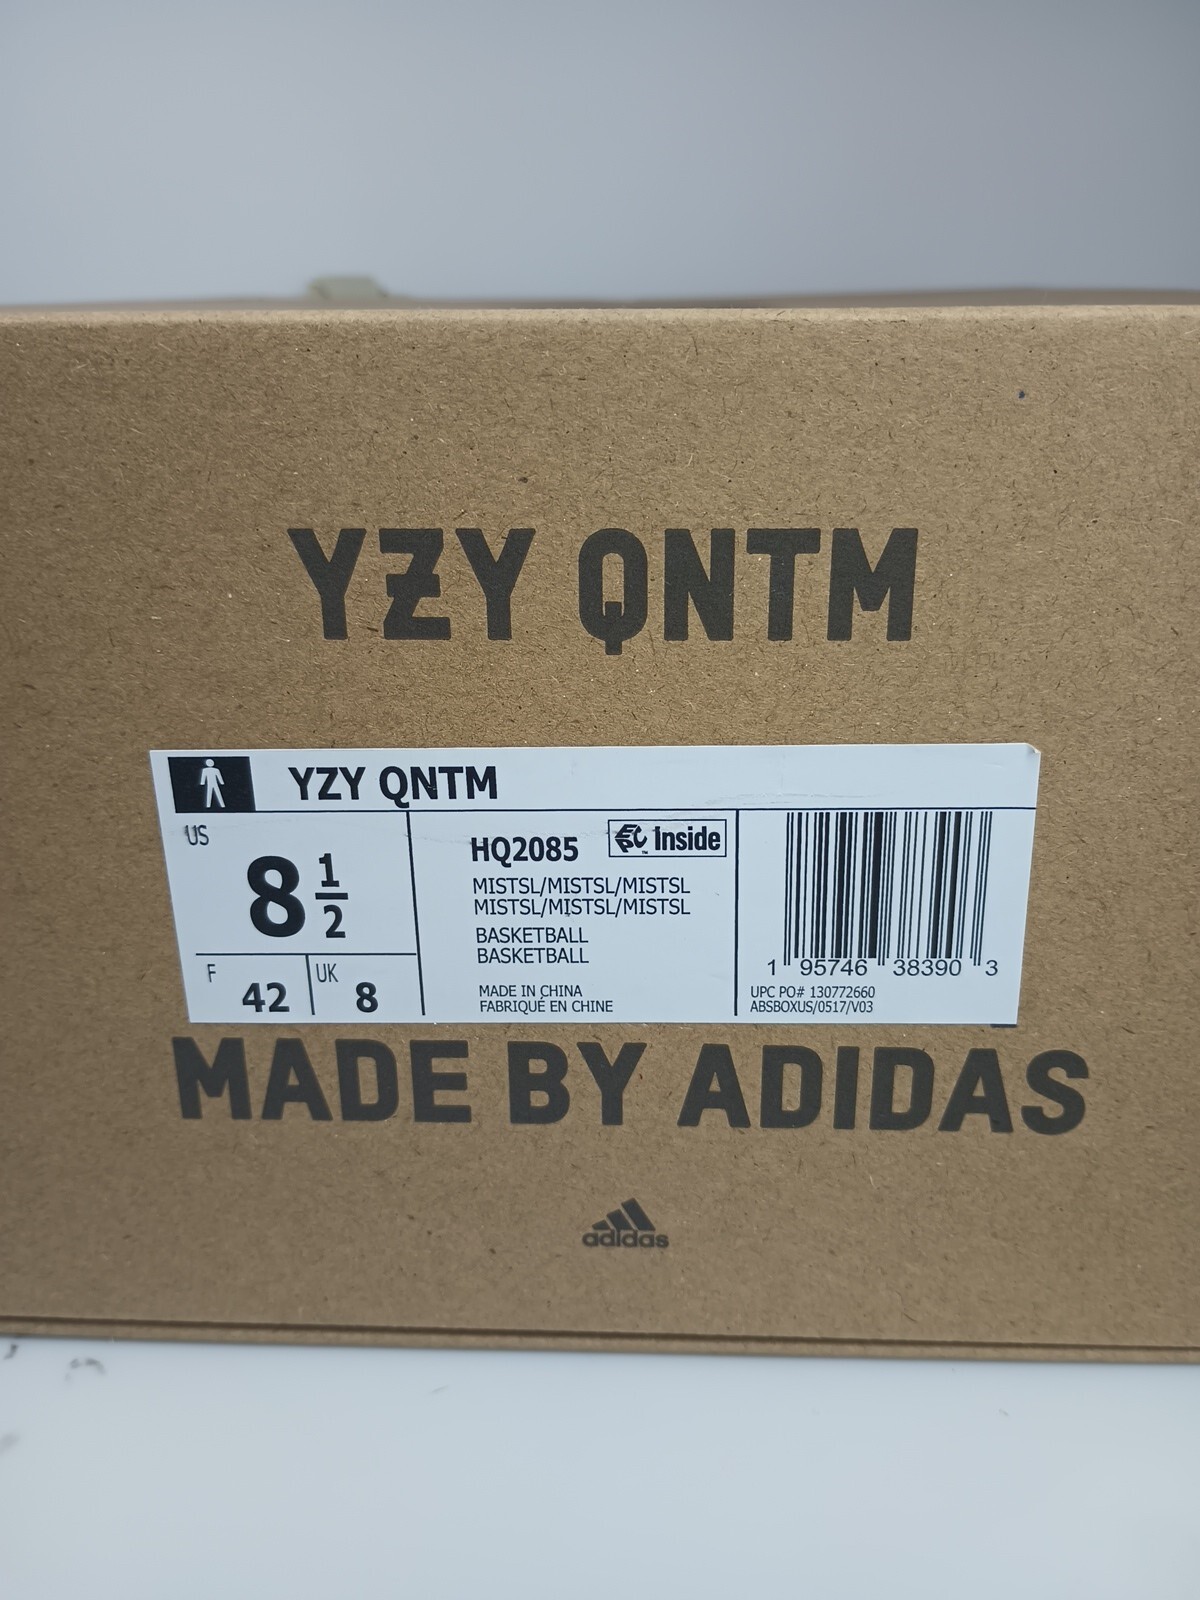 YZY QNTM
YZY QNTM
US
8 1/2
F
42
UK
8
HQ2085
EPC Inside
™
MISTSL/MISTSL/MISTSL
MISTSL/MISTSL/MISTSL
BASKETBALL
BASKETBALL
MADE IN CHINA
FABRIQUÉ EN CHINE
1 95746 38390 3
UPC PO# 130772660
ABSBOXUS/0517/V03
MADE BY ADIDAS
adidas